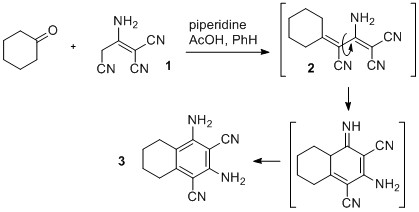 O
+
NH2
CN
CN
CN
1
piperidine
AcOH, PhH
NH2
CN
CN
CN
2
NH2
CN
NH2
CN
3
NH
CN
NH2
CN